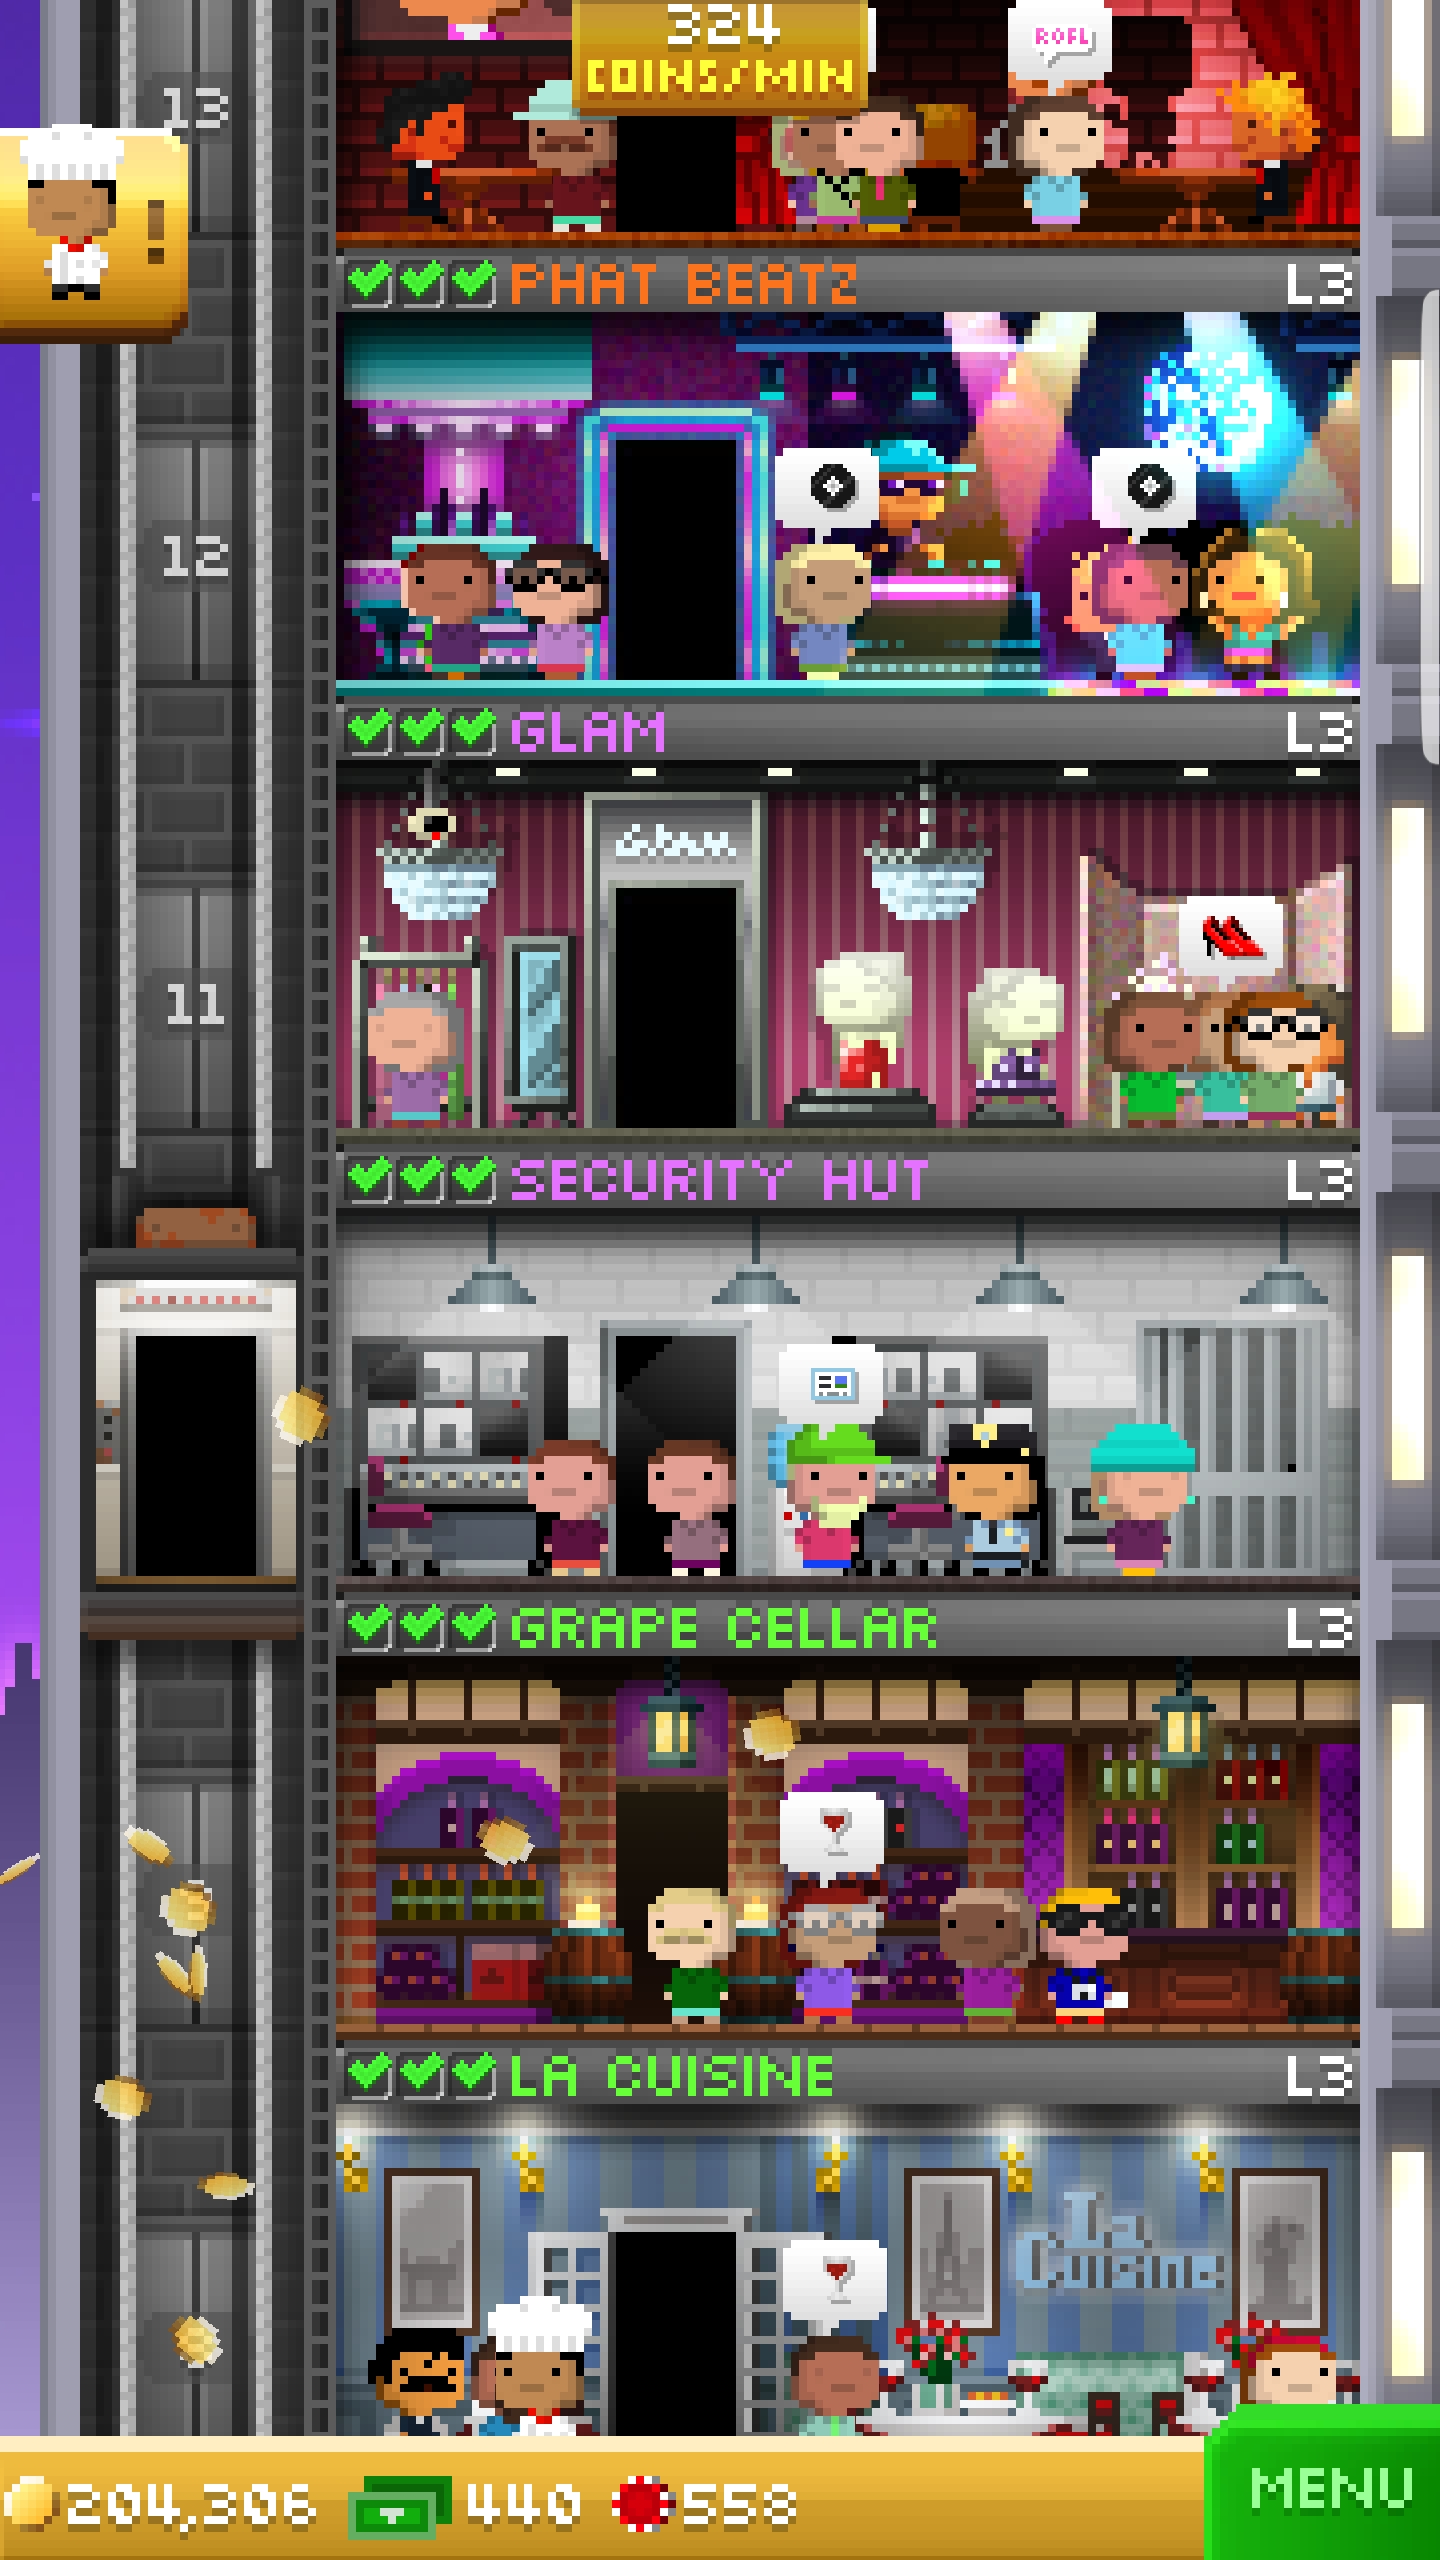 324
COINS/MIN
ROFL
13
!
PHAT BEATZ L3
12
GLAM L3
Glam
11
SECURITY HUT L3
GRAPE CELLAR L3
LA CUISINE L3
La
Cuisine
204,306 440 558
MENU